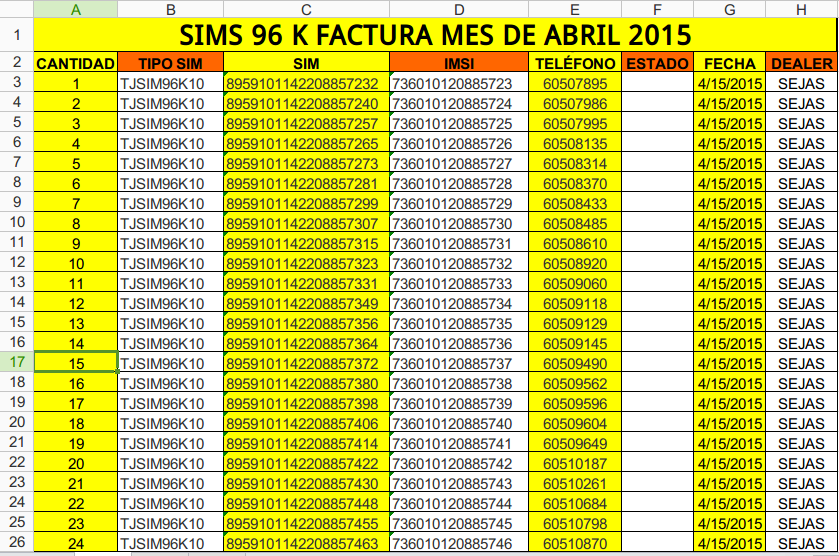 A B C D E F G H
1 SIMS 96 K FACTURA MES DE ABRIL 2015
2 CANTIDAD TIPO SIM SIM IMSI TELÉFONO ESTADO FECHA DEALER
3 1 TJSIM96K10 8959101142208857232 736010120885723 60507895 4/15/2015 SEJAS
4 2 TJSIM96K10 8959101142208857240 736010120885724 60507986 4/15/2015 SEJAS
5 3 TJSIM96K10 8959101142208857257 736010120885725 60507995 4/15/2015 SEJAS
6 4 TJSIM96K10 8959101142208857265 736010120885726 60508135 4/15/2015 SEJAS
7 5 TJSIM96K10 8959101142208857273 736010120885727 60508314 4/15/2015 SEJAS
8 6 TJSIM96K10 8959101142208857281 736010120885728 60508370 4/15/2015 SEJAS
9 7 TJSIM96K10 8959101142208857299 736010120885729 60508433 4/15/2015 SEJAS
10 8 TJSIM96K10 8959101142208857307 736010120885730 60508485 4/15/2015 SEJAS
11 9 TJSIM96K10 8959101142208857315 736010120885731 60508610 4/15/2015 SEJAS
12 10 TJSIM96K10 8959101142208857323 736010120885732 60508920 4/15/2015 SEJAS
13 11 TJSIM96K10 8959101142208857331 736010120885733 60509060 4/15/2015 SEJAS
14 12 TJSIM96K10 8959101142208857349 736010120885734 60509118 4/15/2015 SEJAS
15 13 TJSIM96K10 8959101142208857356 736010120885735 60509129 4/15/2015 SEJAS
16 14 TJSIM96K10 8959101142208857364 736010120885736 60509145 4/15/2015 SEJAS
17 15 TJSIM96K10 8959101142208857372 736010120885737 60509490 4/15/2015 SEJAS
18 16 TJSIM96K10 8959101142208857380 736010120885738 60509562 4/15/2015 SEJAS
19 17 TJSIM96K10 8959101142208857398 736010120885739 60509596 4/15/2015 SEJAS
20 18 TJSIM96K10 8959101142208857406 736010120885740 60509604 4/15/2015 SEJAS
21 19 TJSIM96K10 8959101142208857414 736010120885741 60509649 4/15/2015 SEJAS
22 20 TJSIM96K10 8959101142208857422 736010120885742 60510187 4/15/2015 SEJAS
23 21 TJSIM96K10 8959101142208857430 736010120885743 60510261 4/15/2015 SEJAS
24 22 TJSIM96K10 8959101142208857448 736010120885744 60510684 4/15/2015 SEJAS
25 23 TJSIM96K10 8959101142208857455 736010120885745 60510798 4/15/2015 SEJAS
26 24 TJSIM96K10 8959101142208857463 736010120885746 60510870 4/15/2015 SEJAS